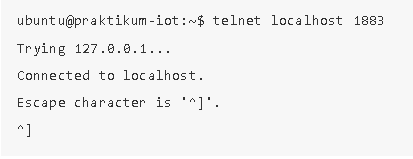 ubuntu@praktikum-iot:~$ telnet localhost 1883
Trying 127.0.0.1...
Connected to localhost.
Escape character is '^]'.
^]